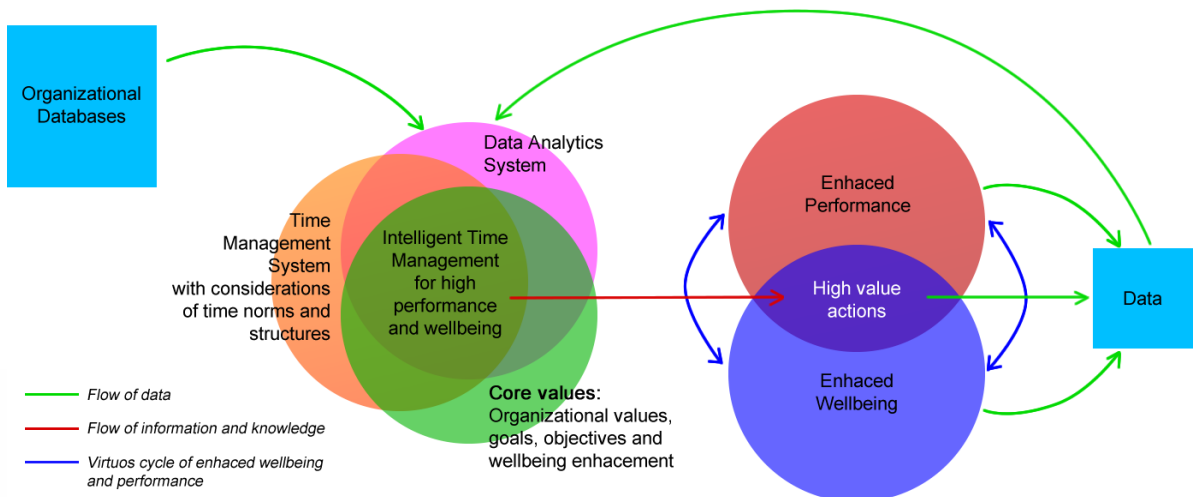 Organizational
Databases
Data Analytics
System
Time
Management
System
with considerations
of time norms and
structures
Intelligent Time
Management
for high
performance
and wellbeing
Core values:
Organizational values,
goals, objectives and
wellbeing enhacement
Enhaced
Performance
High value
actions
Enhaced
Wellbeing
Data
Flow of data
Flow of information and knowledge
Virtuos cycle of enhaced wellbeing
and performance